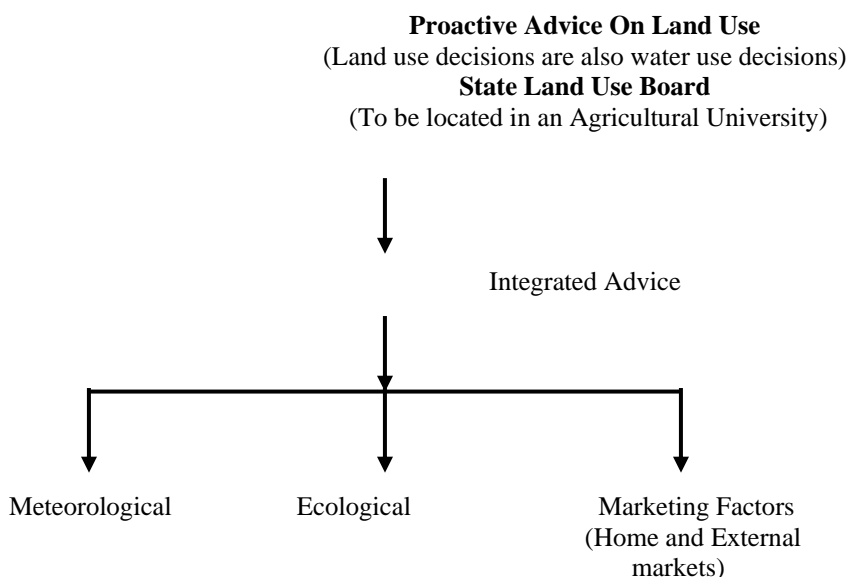 Proactive Advice On Land Use
(Land use decisions are also water use decisions)
State Land Use Board
(To be located in an Agricultural University)
Integrated Advice
Meteorological
Ecological
Marketing Factors
(Home and External
markets)